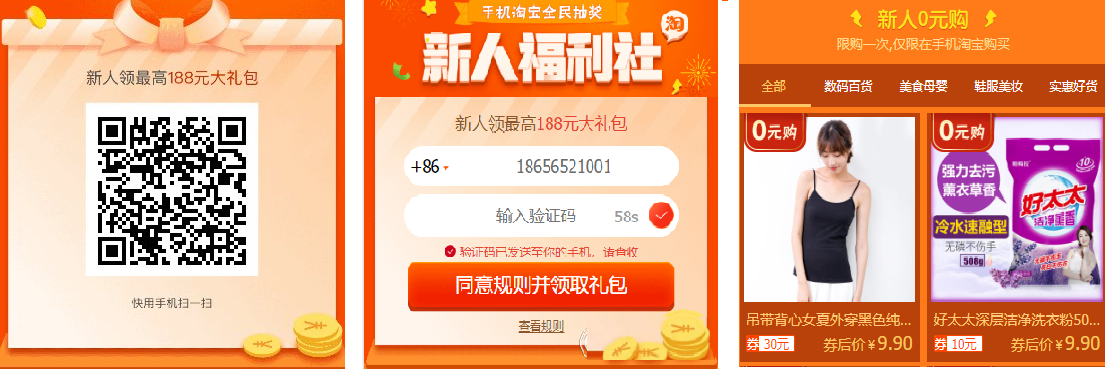 新人领最高188元大礼包
快用手机扫一扫
手机淘宝全民抽奖
淘
新人福利社
新人领最高188元大礼包
+86 18656521001
输入验证码 58s
验证码已发送至你的手机，请查收
同意规则并领取礼包
查看规则
新人0元购
限购一次,仅限在手机淘宝购买
全部 数码百货 美食母婴 鞋服美妆 实惠好货
0元购
吊带背心女夏外穿黑色纯...
券 30元 券后价¥9.90
0元购
强力去污
薰衣草香
好太太
洁净薰香
冷水速融型
无磷不伤手
508g
好太太深层洁净洗衣粉50...
券 10元 券后价¥9.90